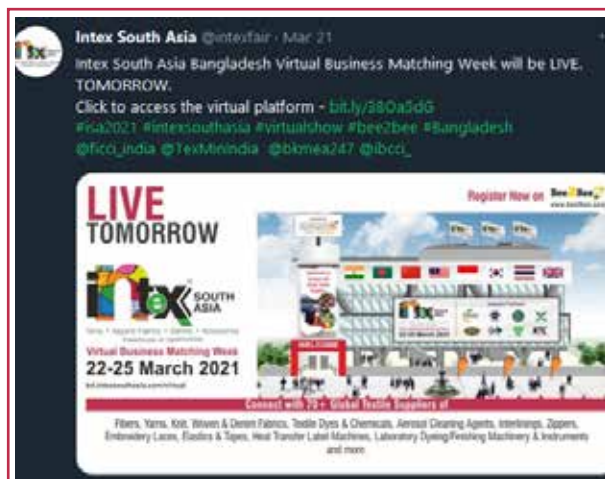 Intex South Asia @intexfair · Mar 21
Intex South Asia Bangladesh Virtual Business Matching Week will be LIVE.
TOMORROW.
Click to access the virtual platform - bit.ly/38Oa5dG
#isa2021 #intexsouthasia #virtualshow #bee2bee #Bangladesh
@ficci_india @TexMinIndia @bkmea247 @ibcci_
LIVE
TOMORROW
Register Now on Bee2Bee
intex SOUTH
ASIA
Virtual Business Matching Week
22-25 March 2021
WELCOME
Connect with 70+ Global Textile Suppliers of
Fibers, Yarns, Knit, Woven & Denim Fabrics, Textile Dyes & Chemicals, Aerosol Cleaning Agents, Interlinings, Zippers,
Embroidery Laces, Elastics & Tapes, Heat Transfer Label Machines, Laboratory Dyeing/Finishing Machinery & Instruments
and more